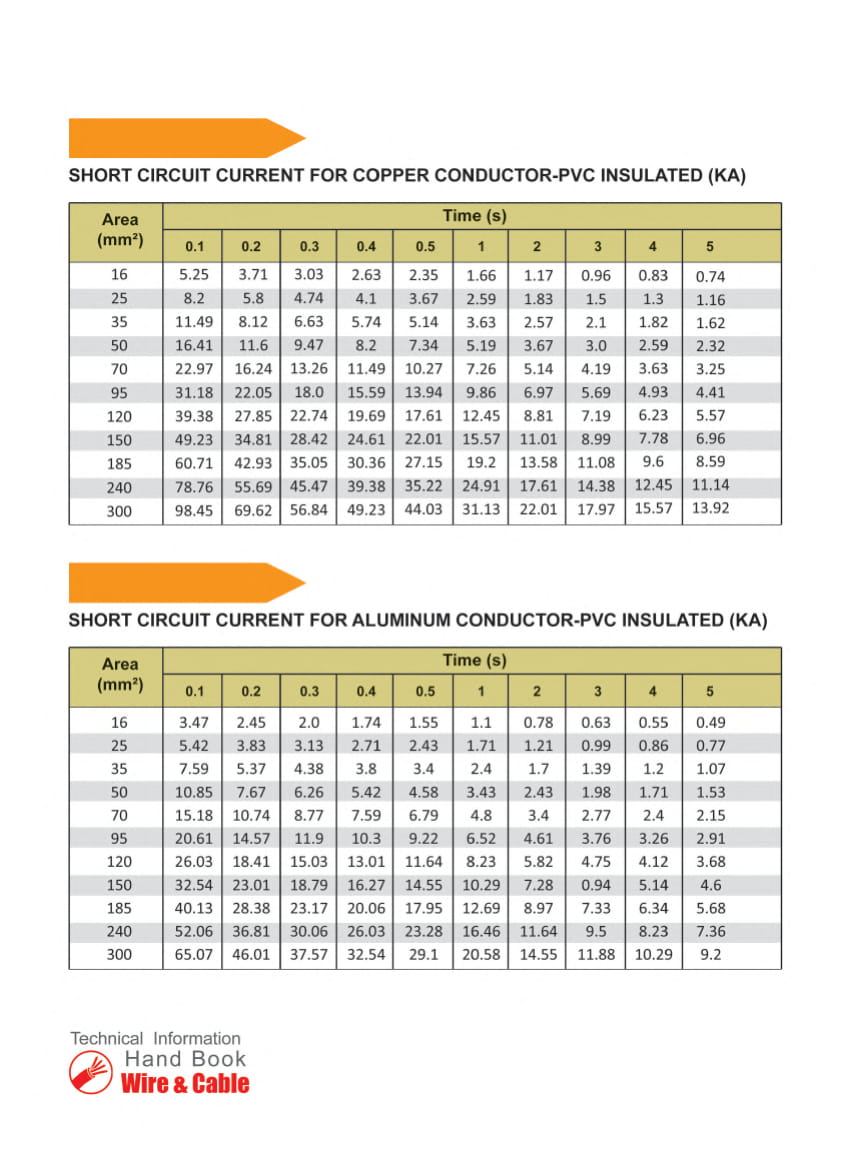 SHORT CIRCUIT CURRENT FOR COPPER CONDUCTOR-PVC INSULATED (KA)
Area (mm²) Time (s)
0.1 0.2 0.3 0.4 0.5 1 2 3 4 5
16 5.25 3.71 3.03 2.63 2.35 1.66 1.17 0.96 0.83 0.74
25 8.2 5.8 4.74 4.1 3.67 2.59 1.83 1.5 1.3 1.16
35 11.49 8.12 6.63 5.74 5.14 3.63 2.57 2.1 1.82 1.62
50 16.41 11.6 9.47 8.2 7.34 5.19 3.67 3.0 2.59 2.32
70 22.97 16.24 13.26 11.49 10.27 7.26 5.14 4.19 3.63 3.25
95 31.18 22.05 18.0 15.59 13.94 9.86 6.97 5.69 4.93 4.41
120 39.38 27.85 22.74 19.69 17.61 12.45 8.81 7.19 6.23 5.57
150 49.23 34.81 28.42 24.61 22.01 15.57 11.01 8.99 7.78 6.96
185 60.71 42.93 35.05 30.36 27.15 19.2 13.58 11.08 9.6 8.59
240 78.76 55.69 45.47 39.38 35.22 24.91 17.61 14.38 12.45 11.14
300 98.45 69.62 56.84 49.23 44.03 31.13 22.01 17.97 15.57 13.92
SHORT CIRCUIT CURRENT FOR ALUMINUM CONDUCTOR-PVC INSULATED (KA)
Area (mm²) Time (s)
0.1 0.2 0.3 0.4 0.5 1 2 3 4 5
16 3.47 2.45 2.0 1.74 1.55 1.1 0.78 0.63 0.55 0.49
25 5.42 3.83 3.13 2.71 2.43 1.71 1.21 0.99 0.86 0.77
35 7.59 5.37 4.38 3.8 3.4 2.4 1.7 1.39 1.2 1.07
50 10.85 7.67 6.26 5.42 4.58 3.43 2.43 1.98 1.71 1.53
70 15.18 10.74 8.77 7.59 6.79 4.8 3.4 2.77 2.4 2.15
95 20.61 14.57 11.9 10.3 9.22 6.52 4.61 3.76 3.26 2.91
120 26.03 18.41 15.03 13.01 11.64 8.23 5.82 4.75 4.12 3.68
150 32.54 23.01 18.79 16.27 14.55 10.29 7.28 0.94 5.14 4.6
185 40.13 28.38 23.17 20.06 17.95 12.69 8.97 7.33 6.34 5.68
240 52.06 36.81 30.06 26.03 23.28 16.46 11.64 9.5 8.23 7.36
300 65.07 46.01 37.57 32.54 29.1 20.58 14.55 11.88 10.29 9.2
Technical Information
Hand Book
Wire & Cable